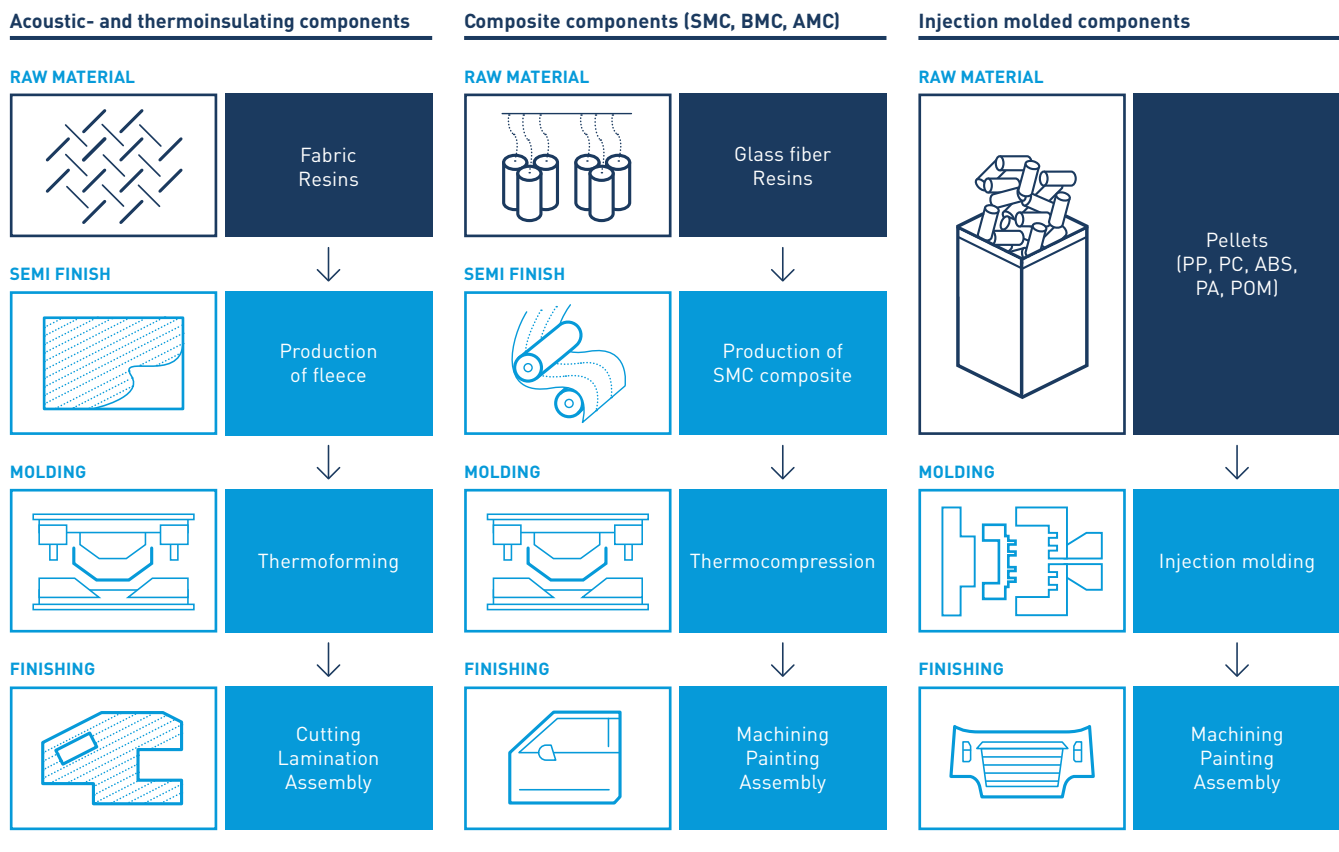 Acoustic- and thermoinsulating components
RAW MATERIAL
Fabric
Resins
SEMI FINISH
Production
of fleece
MOLDING
Thermoforming
FINISHING
Cutting
Lamination
Assembly
Composite components (SMC, BMC, AMC)
RAW MATERIAL
Glass fiber
Resins
SEMI FINISH
Production of
SMC composite
MOLDING
Thermocompression
FINISHING
Machining
Painting
Assembly
Injection molded components
RAW MATERIAL
Pellets
(PP, PC, ABS,
PA, POM)
MOLDING
Injection molding
FINISHING
Machining
Painting
Assembly